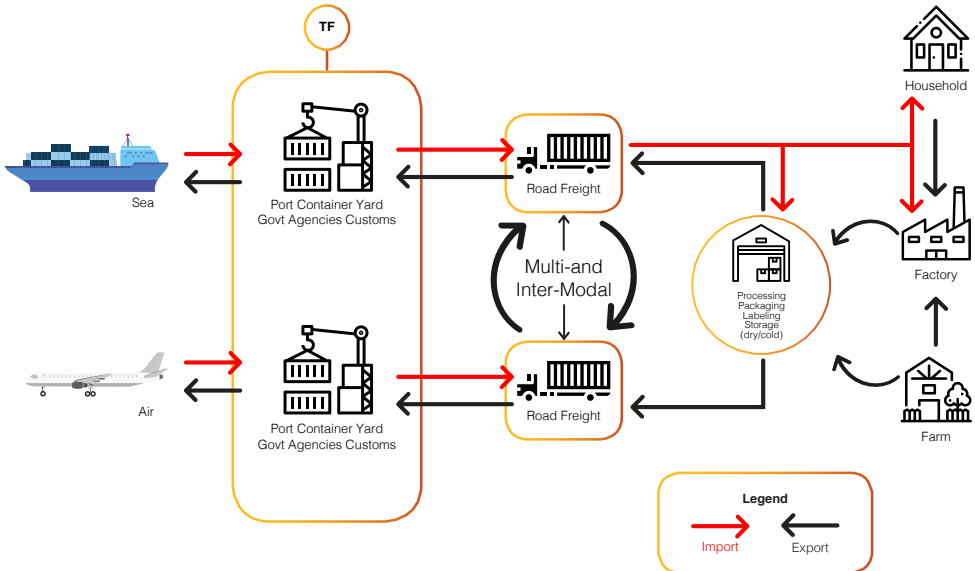 TF
Household
Port Container Yard
Govt Agencies Customs
Road Freight
Sea
Multi-and
Inter-Modal
Factory
Processing
Packaging
Labeling
Storage
(dry/cold)
Air
Port Container Yard
Govt Agencies Customs
Road Freight
Farm
Legend
Import
Export